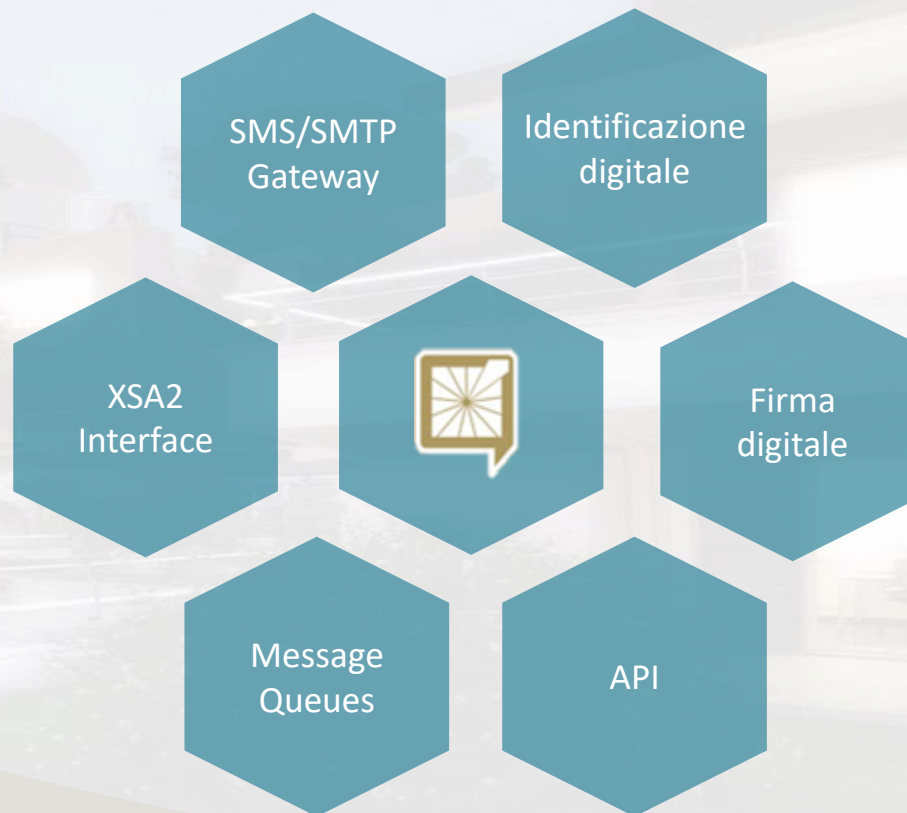 SMS/SMTP
Gateway
Identificazione
digitale
XSA2
Interface
Firma
digitale
Message
Queues
API